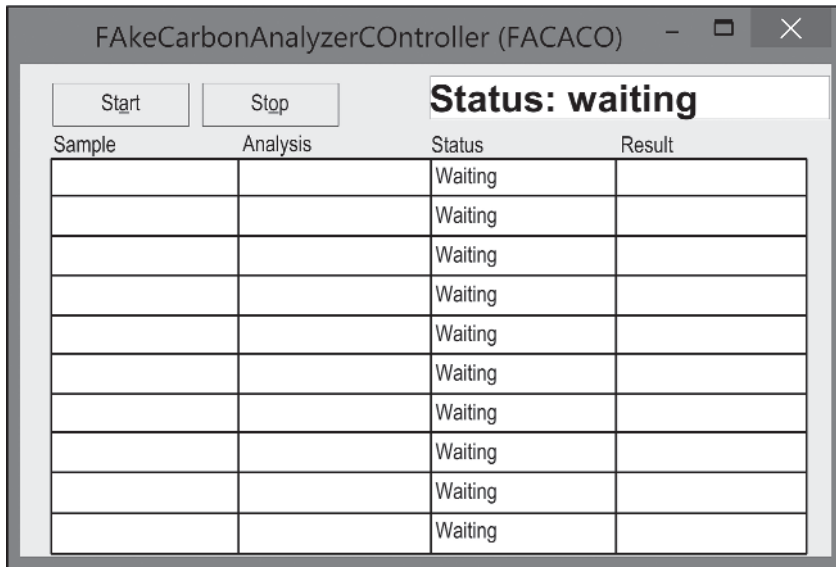 FAkeCarbonAnalyzerCOntroller (FACACO)
Start Stop Status: waiting
Sample Analysis Status Result
Waiting
Waiting
Waiting
Waiting
Waiting
Waiting
Waiting
Waiting
Waiting
Waiting